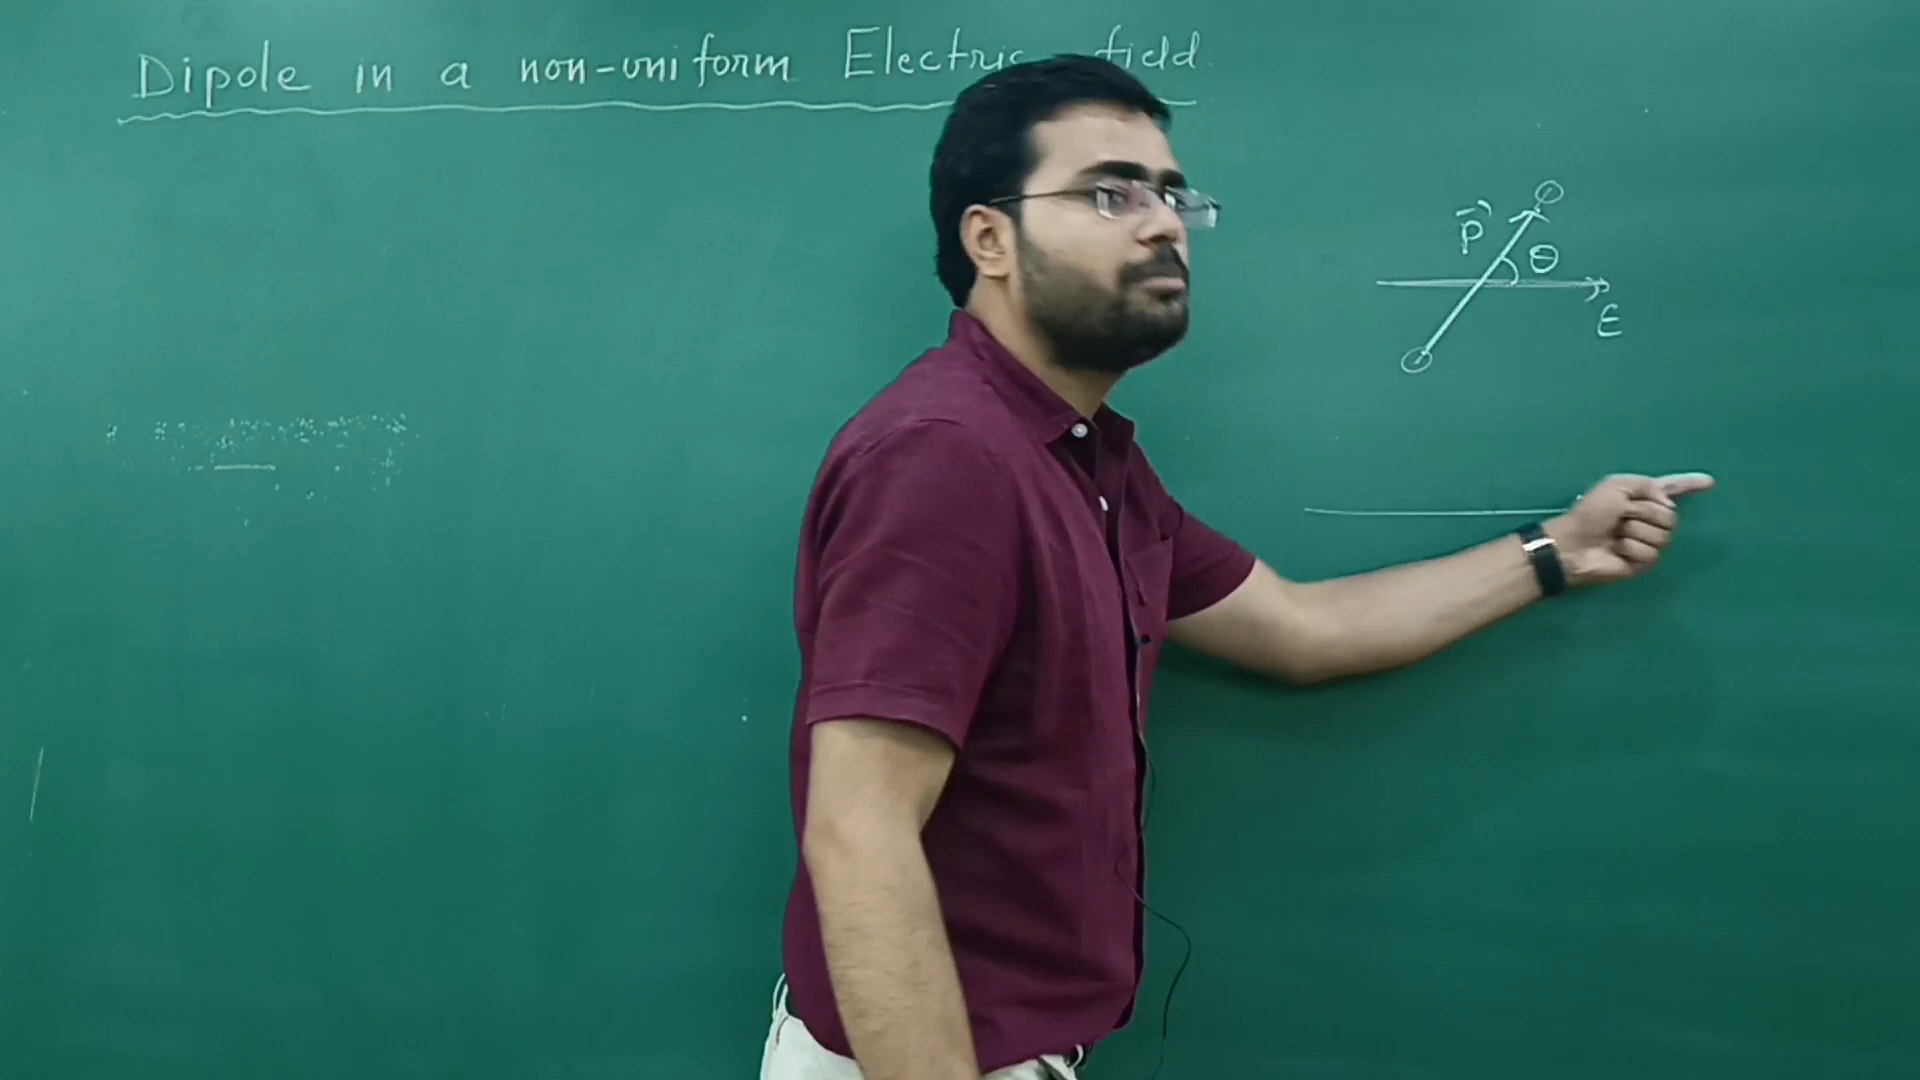 Dipole in a non-uniform Electric field.
P θ
E